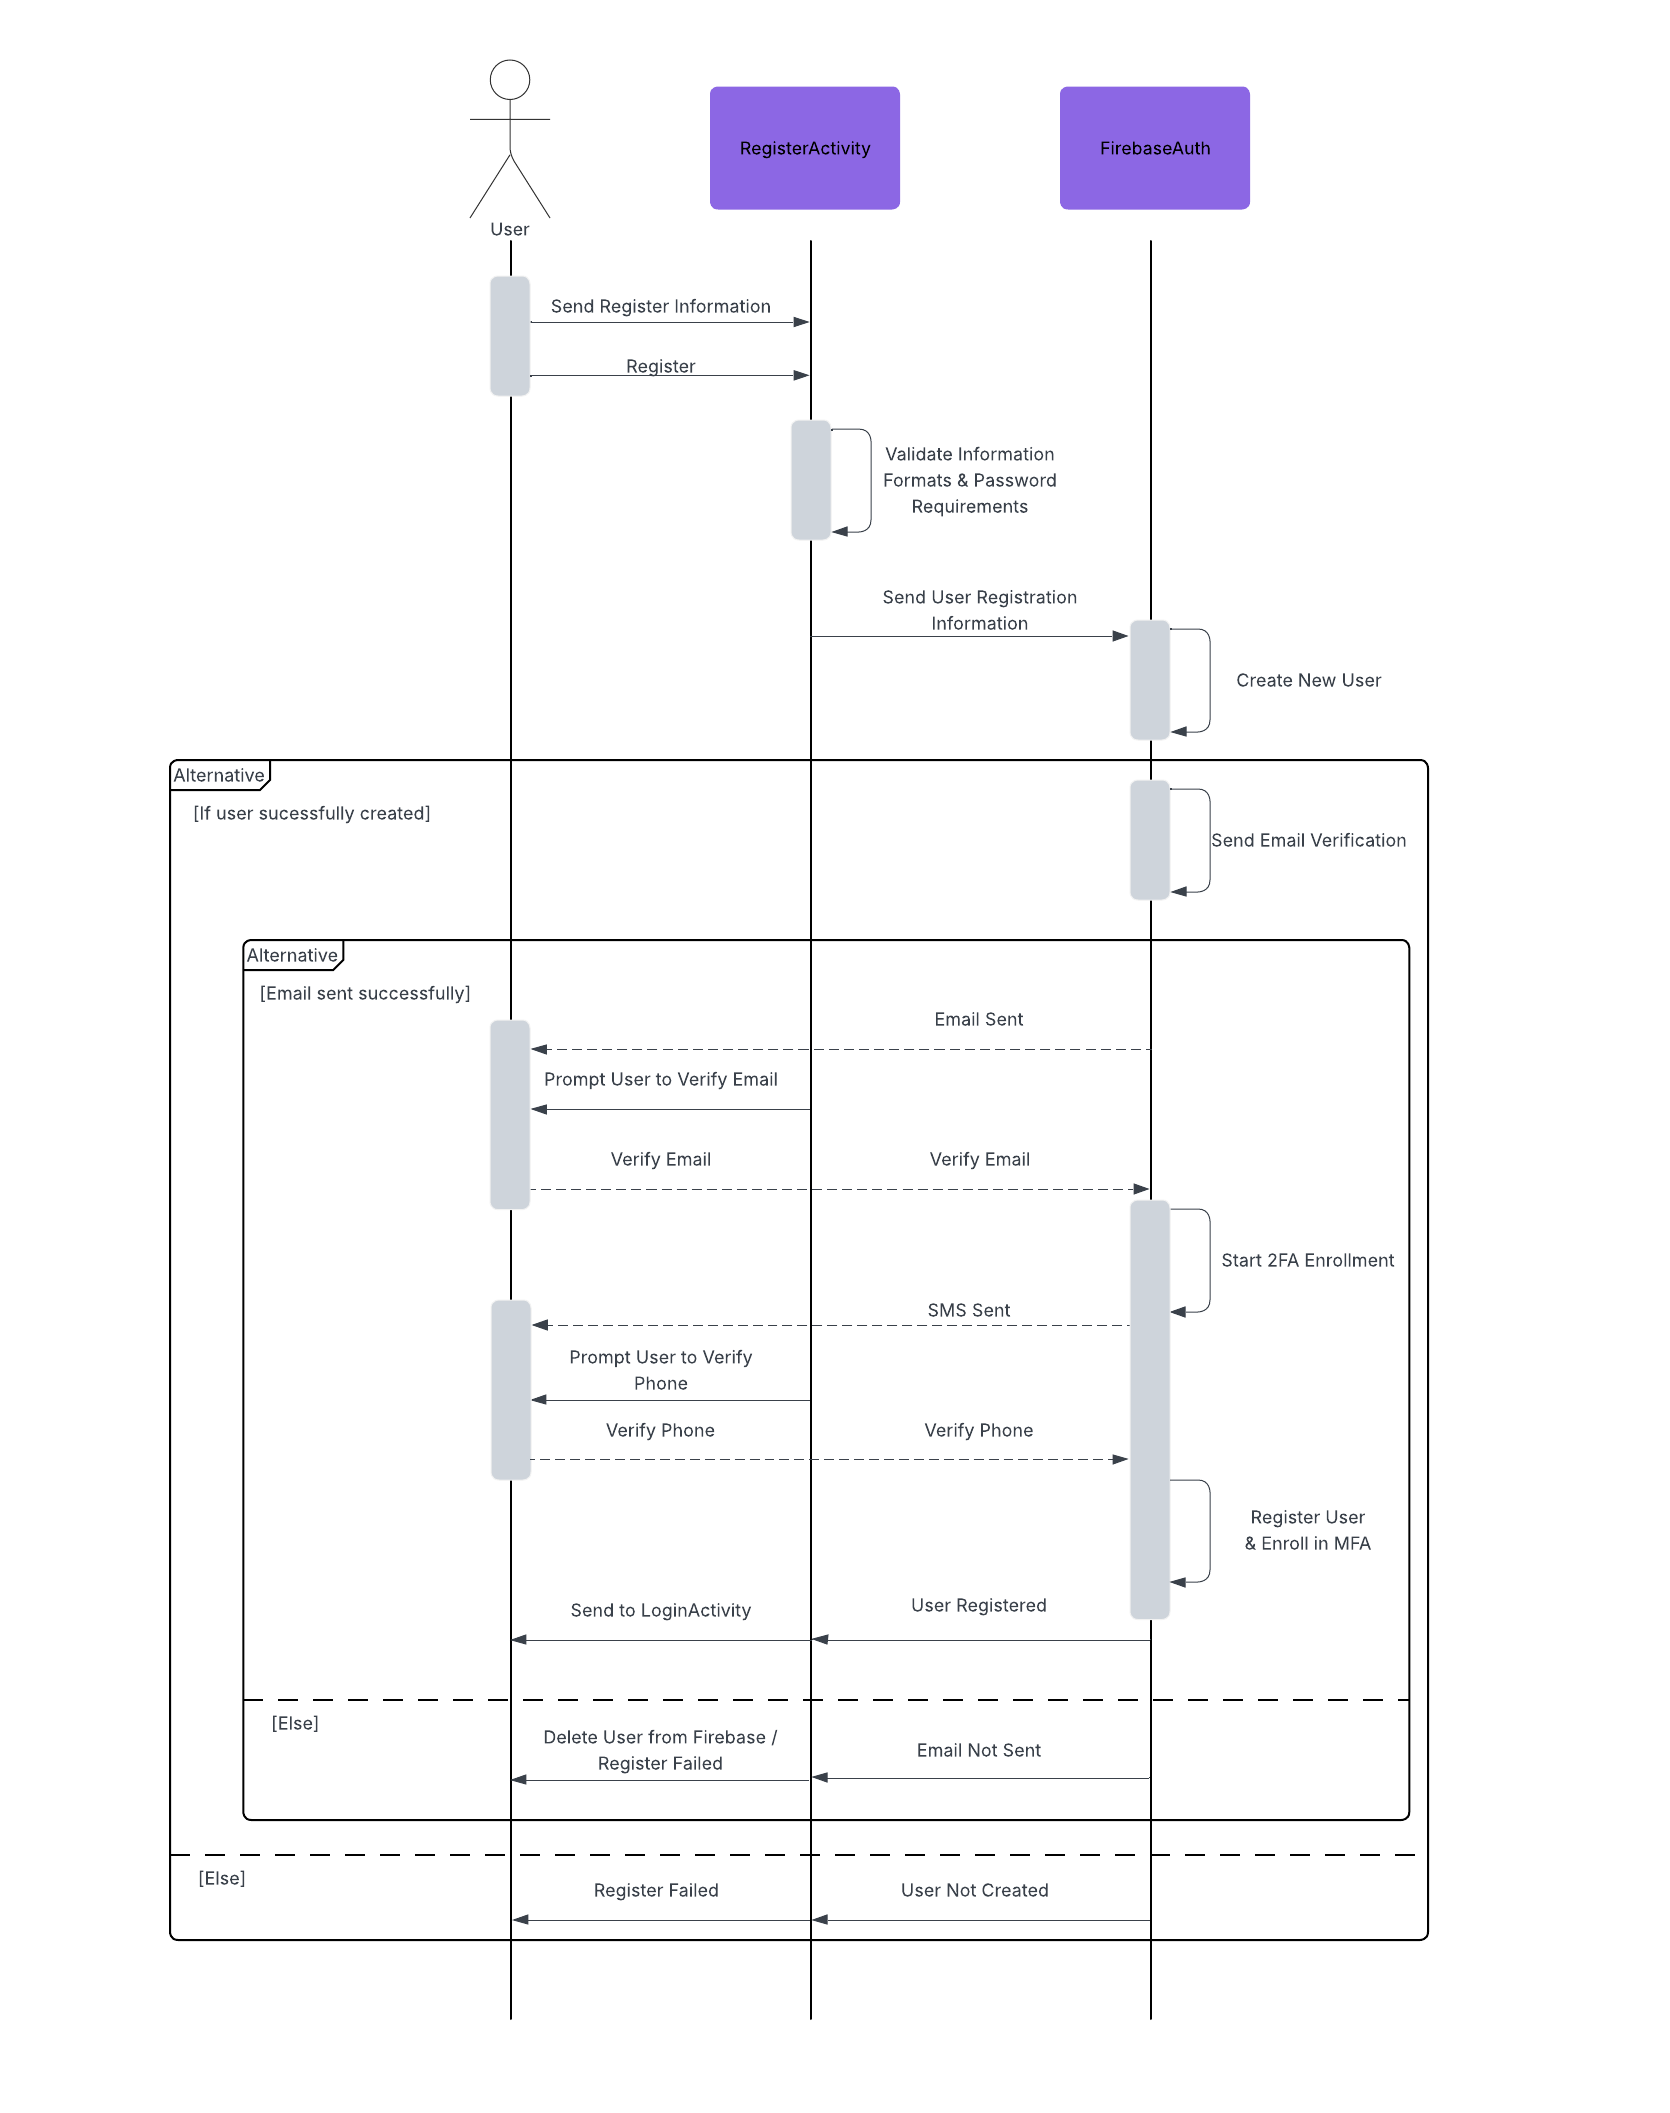 User
RegisterActivity
FirebaseAuth
Send Register Information
Register
Validate Information
Formats & Password
Requirements
Send User Registration
Information
Create New User
Alternative
[If user sucessfully created]
Send Email Verification
Alternative
[Email sent successfully]
Email Sent
Prompt User to Verify Email
Verify Email
Verify Email
Start 2FA Enrollment
SMS Sent
Prompt User to Verify
Phone
Verify Phone
Verify Phone
Register User
& Enroll in MFA
Send to LoginActivity
User Registered
[Else]
Delete User from Firebase /
Register Failed
Email Not Sent
[Else]
Register Failed
User Not Created